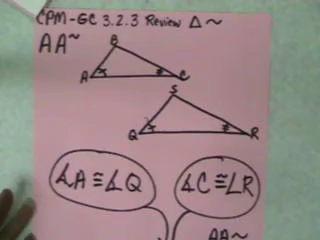 CPM-GC 3.2.3 Review △~
AA~
B
A
C
S
Q
R
∡A≅∡Q
∡C≅∠R
AA~